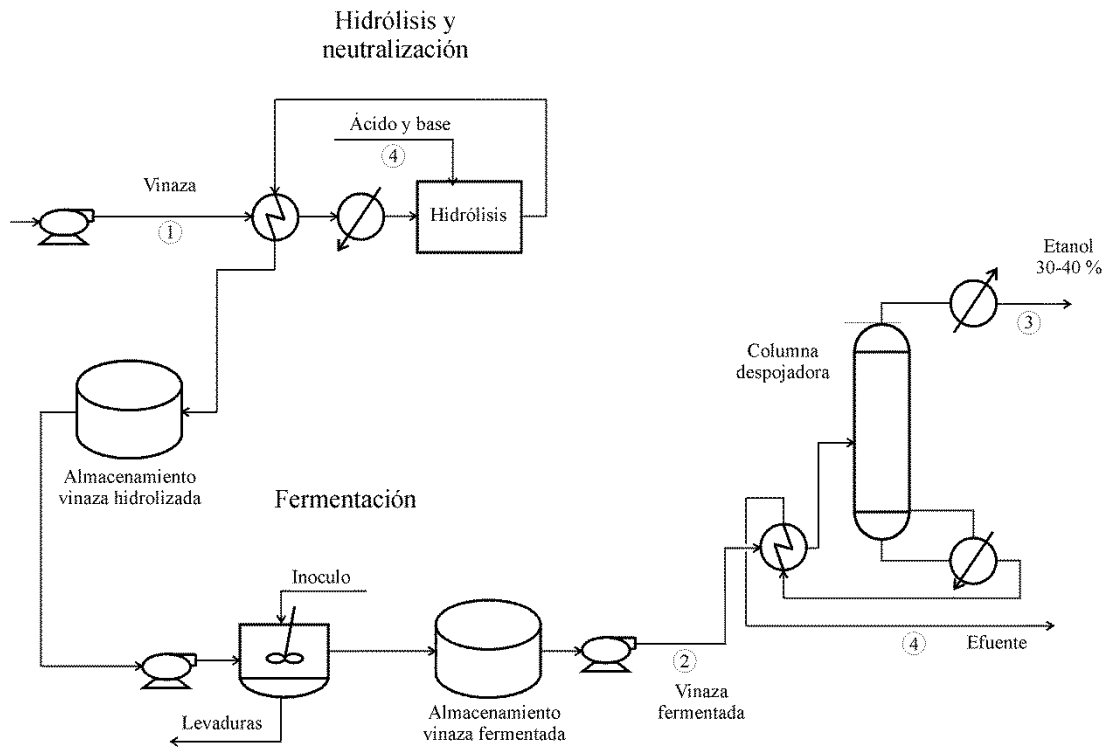 Hidrólisis y
neutralización
Ácido y base
4
Vinaza
1
Hidrólisis
Etanol
30-40 %
3
Columna
despojadora
Almacenamiento
vinaza hidrolizada
Fermentación
Inoculo
2
4
Efuente
Vinaza
fermentada
Levaduras
Almacenamiento
vinaza fermentada